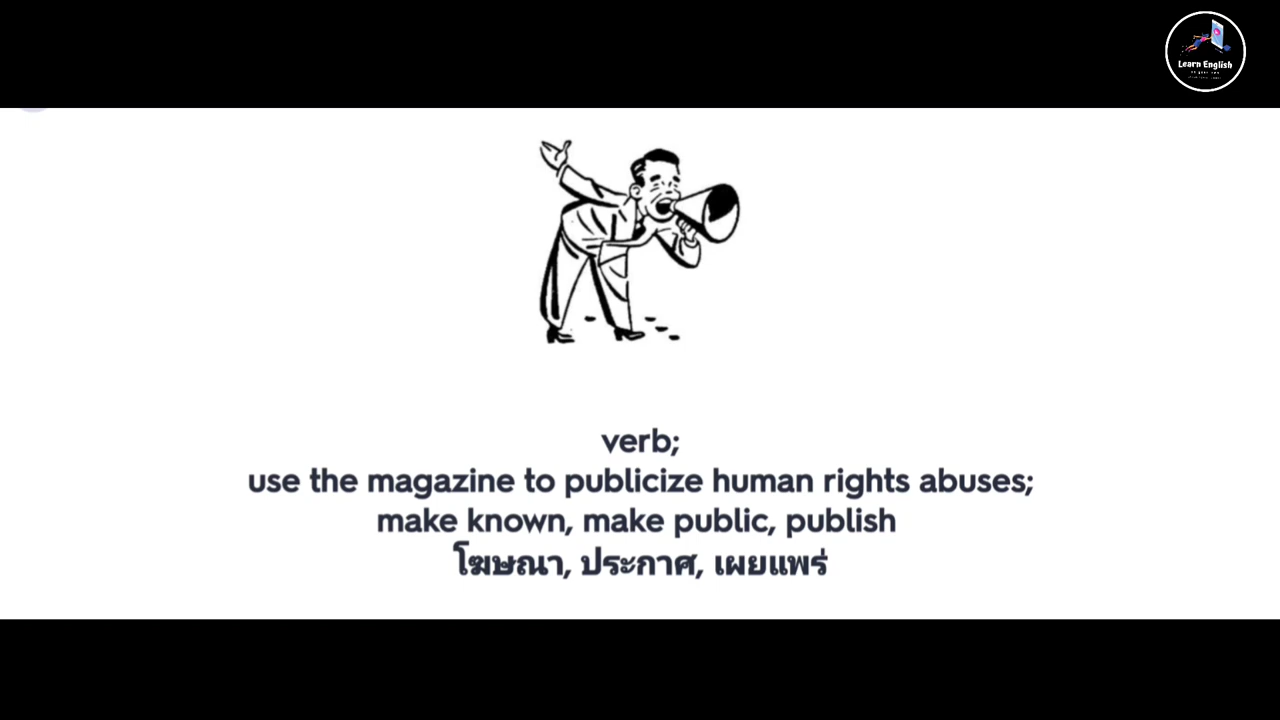 Learn English
verb;
use the magazine to publicize human rights abuses;
make known, make public, publish
โฆษณา, ประกาศ, เผยแพร่